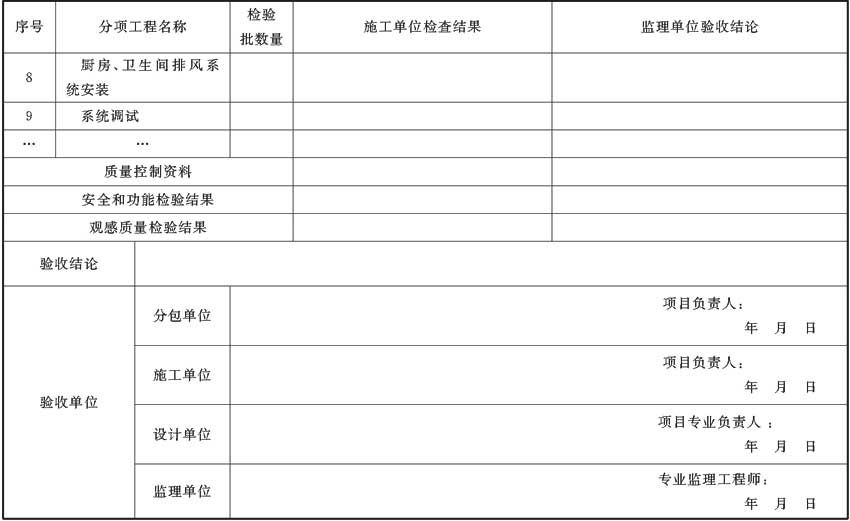 序号 分项工程名称 检验批数量 施工单位检查结果 监理单位验收结论
8 厨房、卫生间排风系
统安装
9 系统调试
… …
质量控制资料
安全和功能检验结果
观感质量检验结果
验收结论
验收单位
分包单位 项目负责人：
年 月 日
施工单位 项目负责人：
年 月 日
设计单位 项目专业负责人：
年 月 日
监理单位 专业监理工程师：
年 月 日